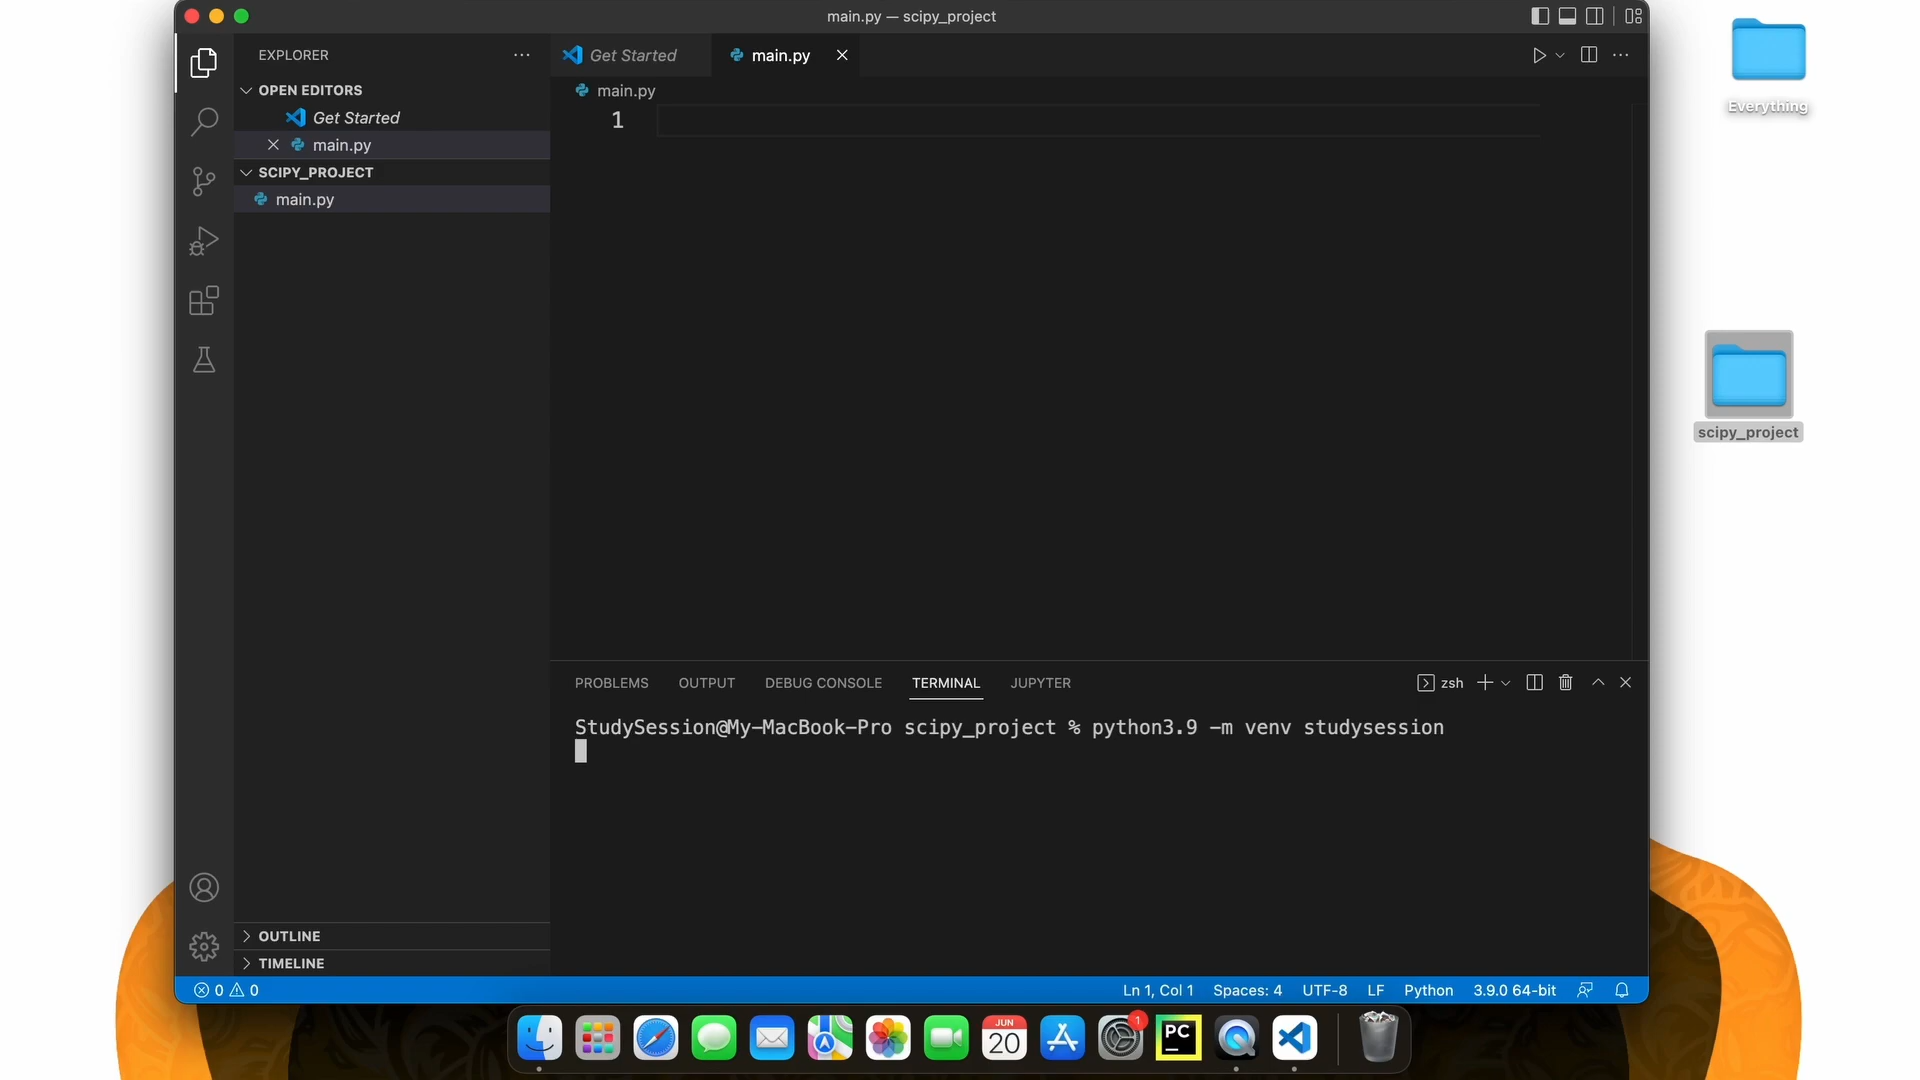 main.py — scipy_project
EXPLORER
Get Started
main.py
OPEN EDITORS
Get Started
main.py
SCIPY_PROJECT
main.py
main.py
1
Everything
scipy_project
PROBLEMS
OUTPUT
DEBUG CONSOLE
TERMINAL
JUPYTER
zsh
StudySession@My-MacBook-Pro scipy_project % python3.9 -m venv studysession
OUTLINE
TIMELINE
0
0
Ln 1, Col 1
Spaces: 4
UTF-8
LF
Python
3.9.0 64-bit
JUN
20
1
PC